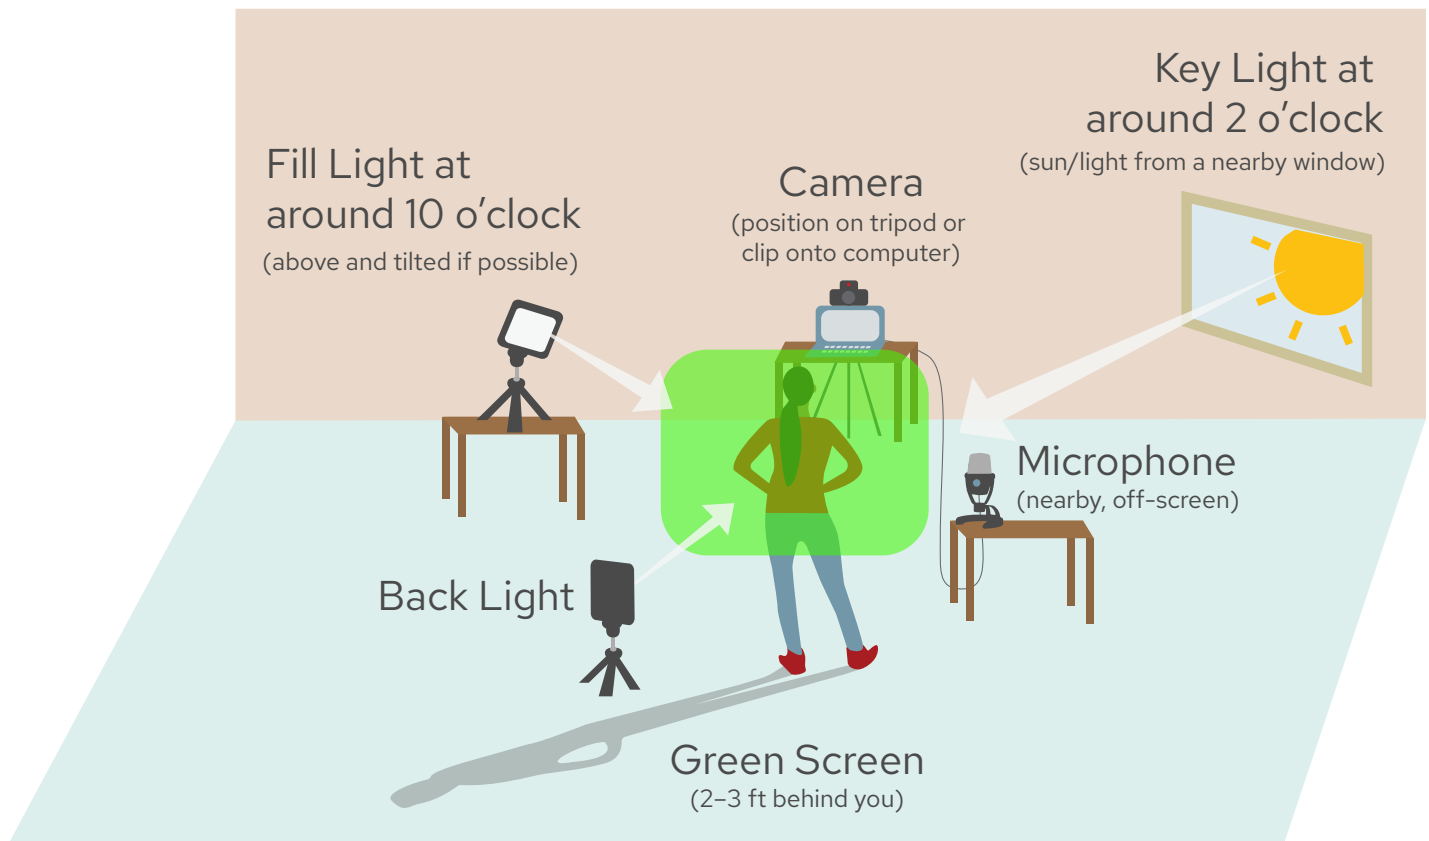 Key Light at
around 2 o’clock
(sun/light from a nearby window)
Fill Light at
around 10 o’clock
(above and tilted if possible)
Camera
(position on tripod or
clip onto computer)
Microphone
(nearby, off-screen)
Back Light
Green Screen
(2–3 ft behind you)